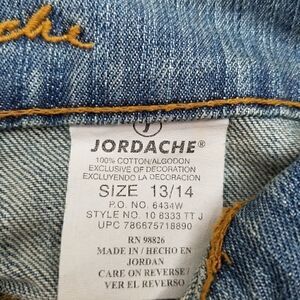 che
JORDACHE®
100% COTTON/ALGODON
EXCLUSIVE OF DECORATION
EXCLUYENDO LA DECORACION
SIZE 13/14
P.O. NO. 6434W
STYLE NO. 10 8333 TT J
UPC 786675718890
RN 98826
MADE IN / HECHO EN
JORDAN
CARE ON REVERSE/
VER EL REVERSO